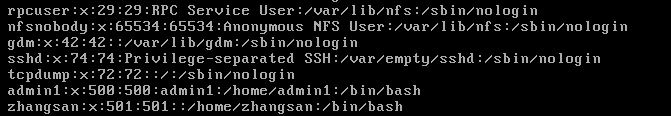 rpcuser:x:29:29:RPC Service User:/var/lib/nfs:/sbin/nologin
nfsnobody:x:65534:65534:Anonymous NFS User:/var/lib/nfs:/sbin/nologin
gdm:x:42:42::/var/lib/gdm:/sbin/nologin
sshd:x:74:74:Privilege-separated SSH:/var/empty/sshd:/sbin/nologin
tcpdump:x:72:72::/:/sbin/nologin
admin1:x:500:500:admin1:/home/admin1:/bin/bash
zhangsan:x:501:501::/home/zhangsan:/bin/bash